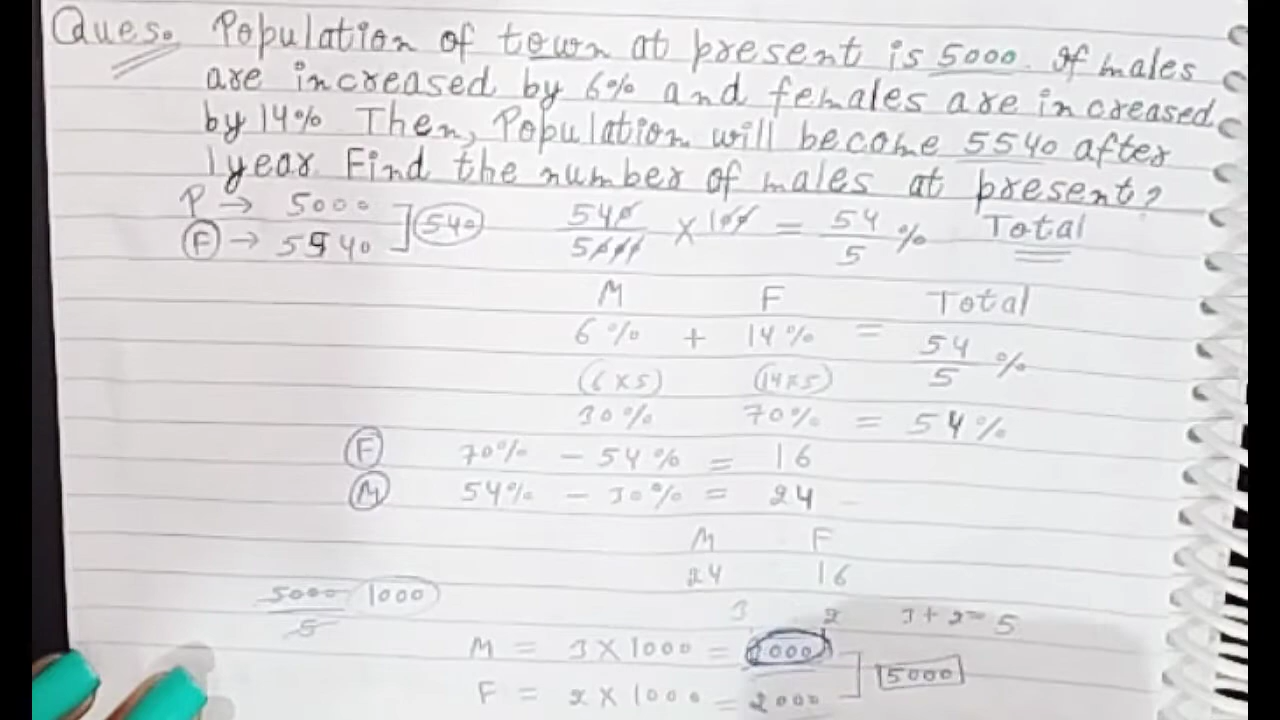 Ques. Population of town at present is 5000. If males
are increased by 6% and females are increased
by 14% Then, Population will become 5540 after
1 year Find the number of males at present?
P → 5000
F → 5540 ] 540 540/5000 × 100 = 54/5 % Total
M F Total
6% + 14% = 54/5 %
(6×5) (14×5)
30% 70% = 54%
F 70% - 54% = 16
M 54% - 30% = 24
M F
24 16
5000/5 1000
3 2 3+2=5
M = 3×1000 = 3000
F = 2×1000 = 2000 ] 5000